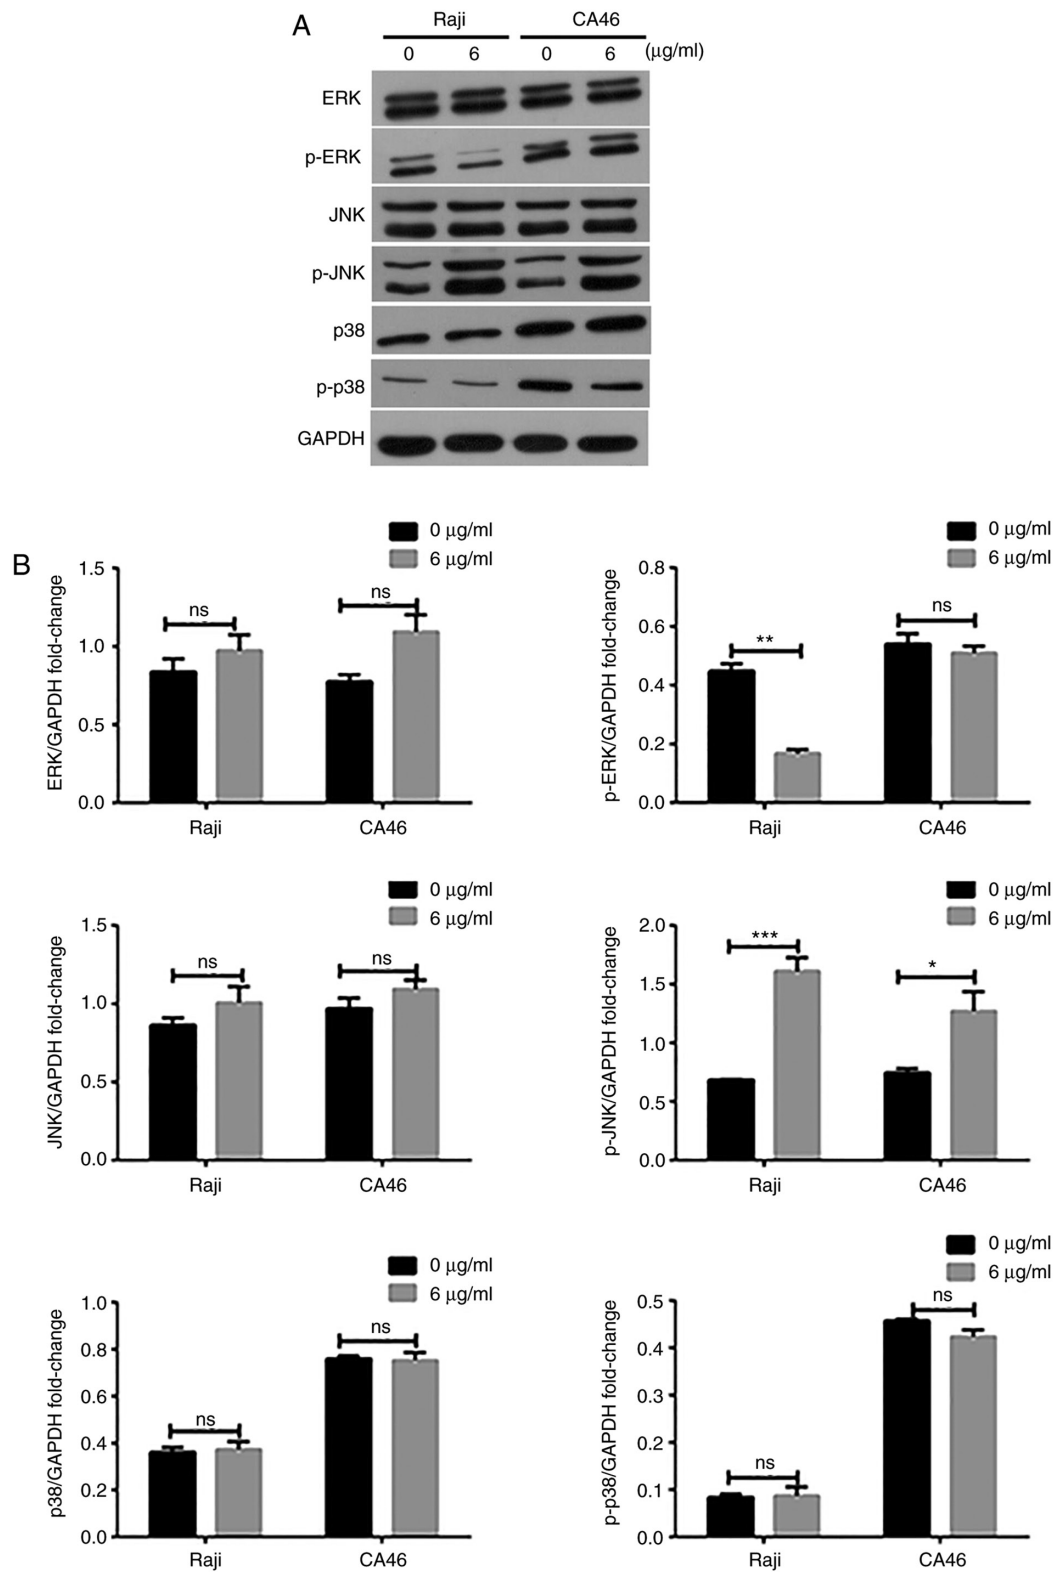 A
Raji CA46
0 6 0 6 (μg/ml)
ERK
p-ERK
JNK
p-JNK
p38
p-p38
GAPDH
B
0 μg/ml
6 μg/ml
ERK/GAPDH fold-change
1.5
1.0
0.5
0.0
ns
ns
Raji CA46
0 μg/ml
6 μg/ml
p-ERK/GAPDH fold-change
0.8
0.6
0.4
0.2
0.0
**
ns
Raji CA46
0 μg/ml
6 μg/ml
JNK/GAPDH fold-change
1.5
1.0
0.5
0.0
ns
ns
Raji CA46
0 μg/ml
6 μg/ml
p-JNK/GAPDH fold-change
2.0
1.5
1.0
0.5
0.0
***
*
Raji CA46
0 μg/ml
6 μg/ml
p38/GAPDH fold-change
1.0
0.8
0.6
0.4
0.2
0.0
ns
ns
Raji CA46
0 μg/ml
6 μg/ml
p-p38/GAPDH fold-change
0.5
0.4
0.3
0.2
0.1
0.0
ns
ns
Raji CA46